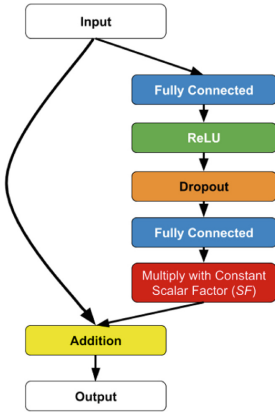 Input
Fully Connected
ReLU
Dropout
Fully Connected
Multiply with Constant
Scalar Factor (SF)
Addition
Output